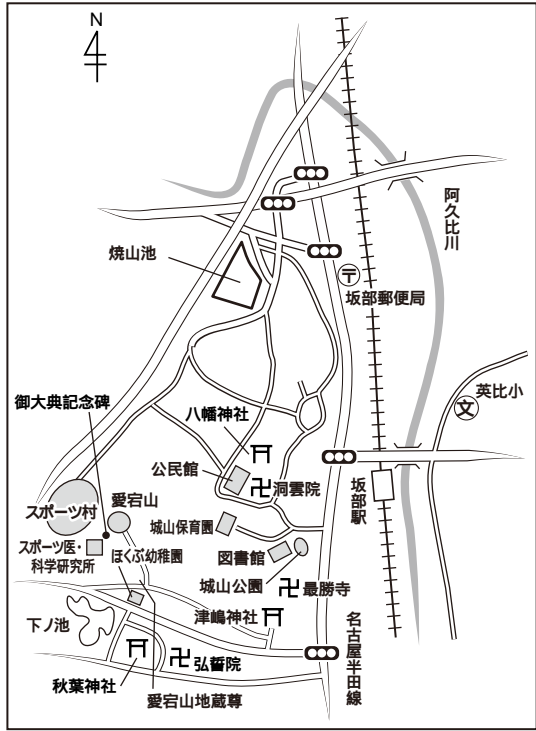 N
阿久比川
焼山池
〒
坂部郵便局
英比小
文
御大典記念碑
八幡神社
公民館
洞雲院
坂部駅
スポーツ村
愛宕山
城山保育園
スポーツ医・
科学研究所
ほくぶ幼稚園
図書館
城山公園
最勝寺
津嶋神社
下ノ池
名古屋半田線
弘誓院
秋葉神社
愛宕山地蔵尊